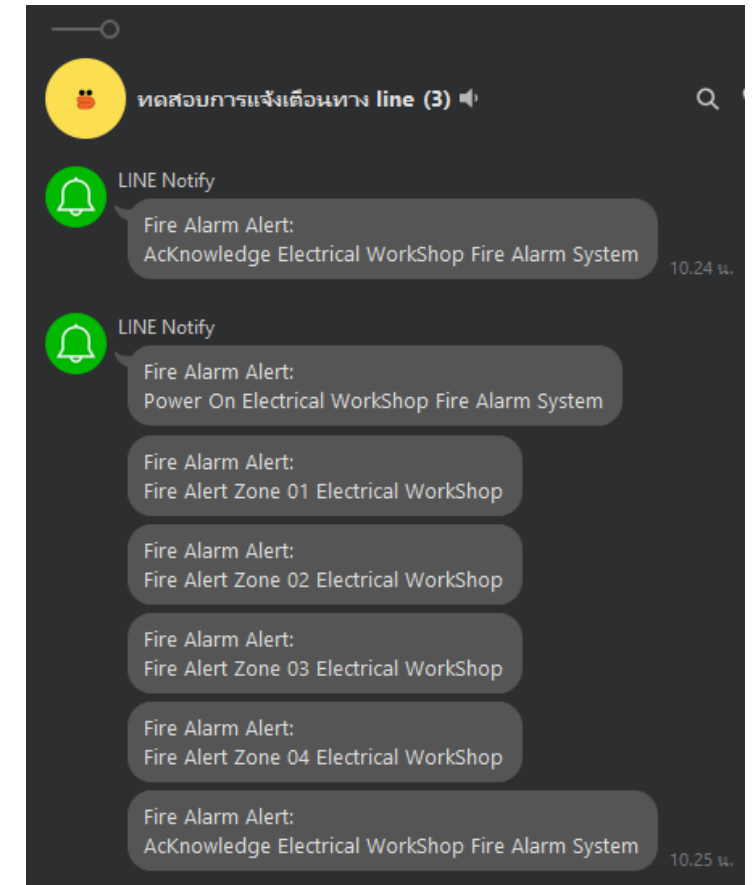 ทดสอบการแจ้งเตือนทาง line (3)
LINE Notify
Fire Alarm Alert:
AcKnowledge Electrical WorkShop Fire Alarm System
10.24 น.
LINE Notify
Fire Alarm Alert:
Power On Electrical WorkShop Fire Alarm System
Fire Alarm Alert:
Fire Alert Zone 01 Electrical WorkShop
Fire Alarm Alert:
Fire Alert Zone 02 Electrical WorkShop
Fire Alarm Alert:
Fire Alert Zone 03 Electrical WorkShop
Fire Alarm Alert:
Fire Alert Zone 04 Electrical WorkShop
Fire Alarm Alert:
AcKnowledge Electrical WorkShop Fire Alarm System
10.25 น.